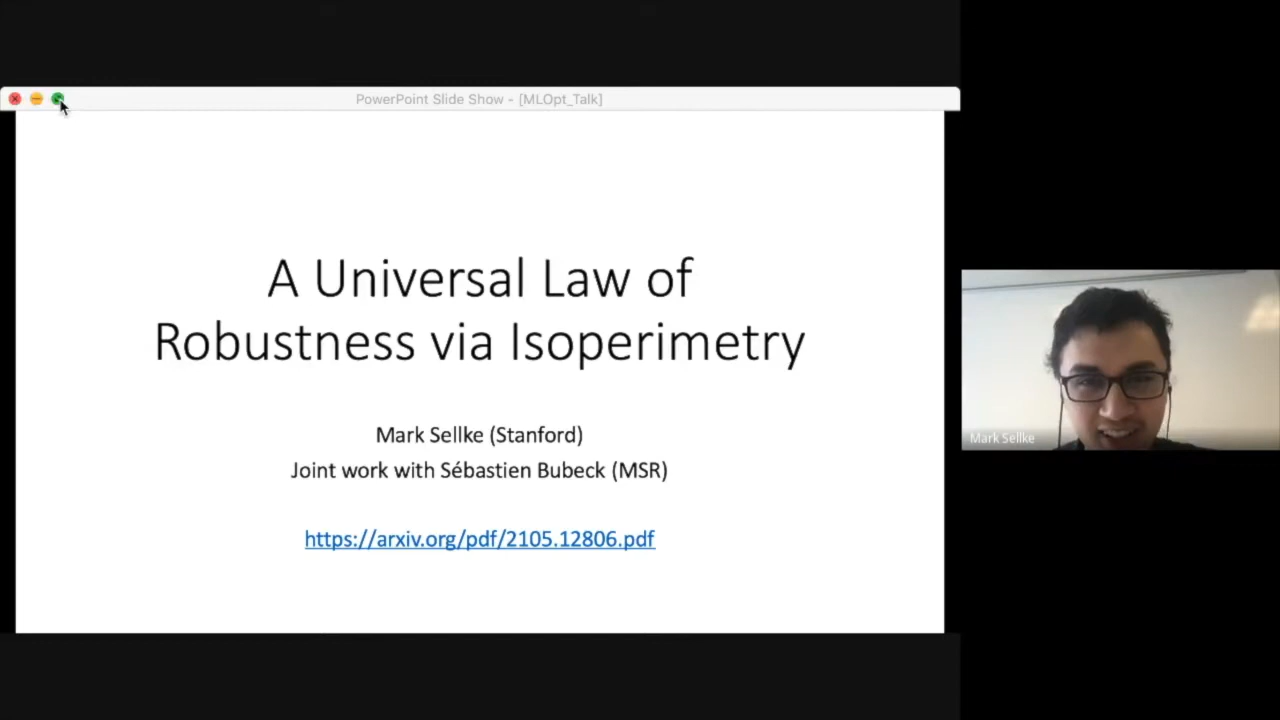 PowerPoint Slide Show - [MLOpt_Talk]
A Universal Law of
Robustness via Isoperimetry
Mark Sellke (Stanford)
Joint work with Sébastien Bubeck (MSR)
https://arxiv.org/pdf/2105.12806.pdf
Mark Sellke